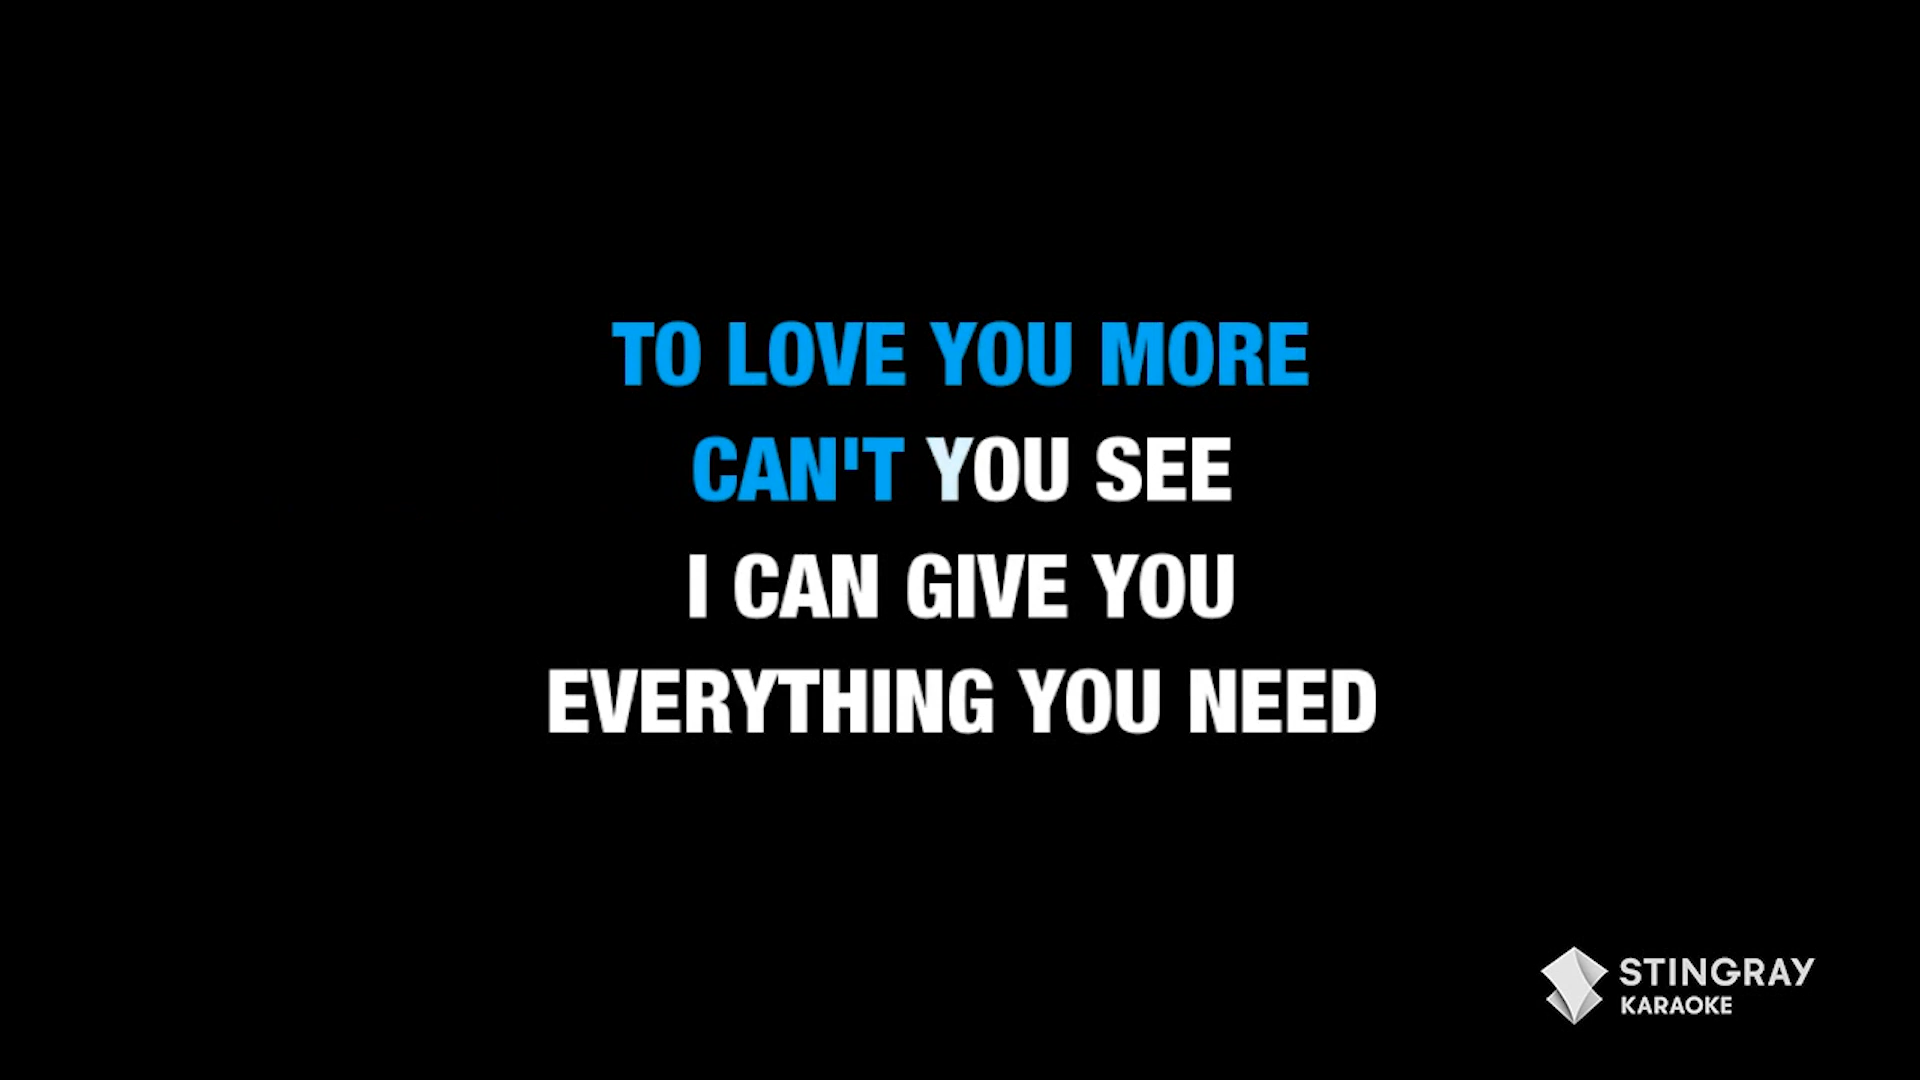 TO LOVE YOU MORE
CAN'T YOU SEE
I CAN GIVE YOU
EVERYTHING YOU NEED
STINGRAY
KARAOKE